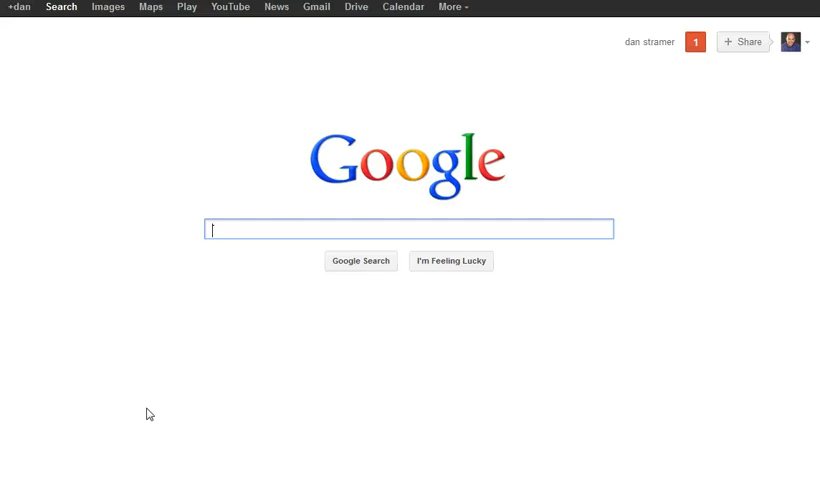 +dan Search Images Maps Play YouTube News Gmail Drive Calendar More
dan stramer 1 + Share
Google
Google Search I'm Feeling Lucky